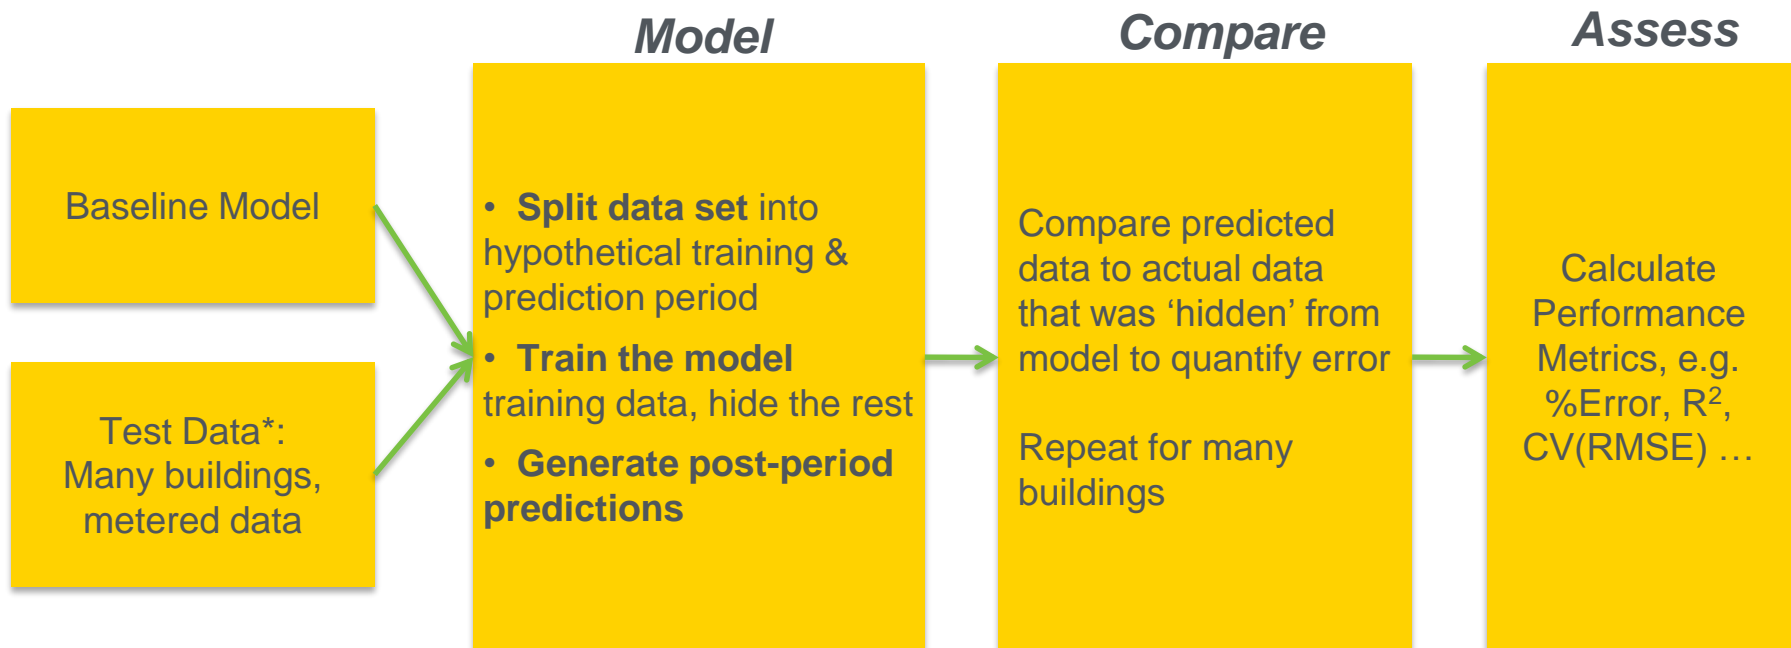 Model
Compare
Assess
Baseline Model
Test Data*:
Many buildings,
metered data
• Split data set into
hypothetical training &
prediction period
• Train the model
training data, hide the rest
• Generate post-period
predictions
Compare predicted
data to actual data
that was ‘hidden’ from
model to quantify error
Repeat for many
buildings
Calculate
Performance
Metrics, e.g.
%Error, R²,
CV(RMSE) …